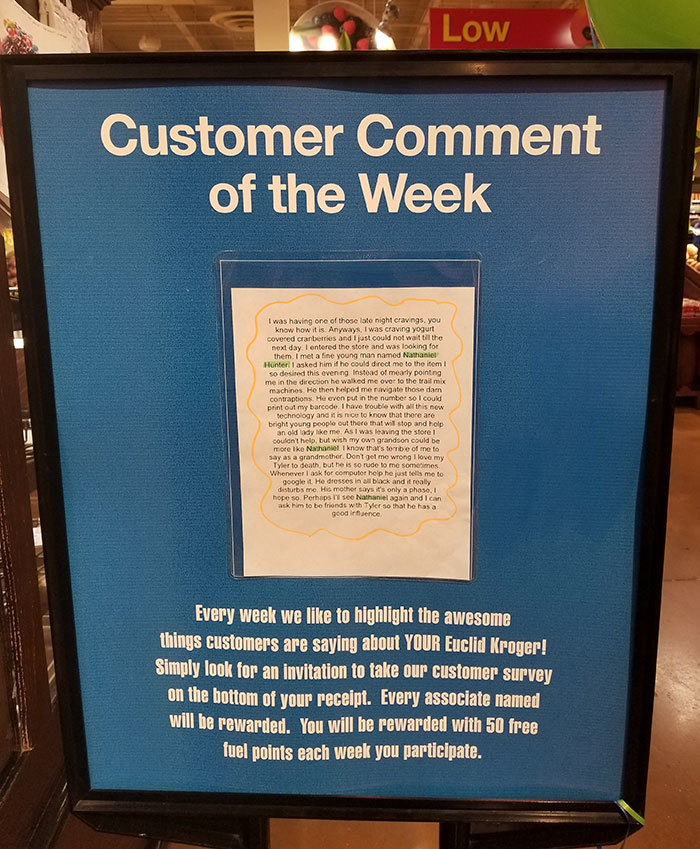 Low
Customer Comment
of the Week
I was having one of those late night cravings, you
know how it is. Anyways, I was craving yogurt
covered cranberries and I just could not wait till the
next day. I entered the store and was looking for
them. I met a fine young man named Nathaniel
Hunter. I asked him if he could direct me to the item I
so desired this evening. Instead of mearly pointing
me in the direction he walked me over to the trail mix
machines. He then helped me navigate those darn
contraptions. He even put in the number so I could
print out my barcode. I have trouble with all this new
technology and it is nice to know that there are
bright young people out there that will stop and help
an old lady like me. As I was leaving the store I
couldn't help, but wish my own grandson could be
more like Nathaniel. I know that's terrible of me to
say as a grandmother. Don't get me wrong I love my
Tyler to death, but he is so rude to me sometimes.
Whenever I ask for computer help he just tells me to
google it. He dresses in all black and it really
disturbs me. His mother says it's only a phase, I
hope so. Perhaps I'll see Nathaniel again and I can
ask him to be friends with Tyler so that he has a
good influence.
Every week we like to highlight the awesome
things customers are saying about YOUR Euclid Kroger!
Simply look for an invitation to take our customer survey
on the bottom of your receipt. Every associate named
will be rewarded. You will be rewarded with 50 free
fuel points each week you participate.